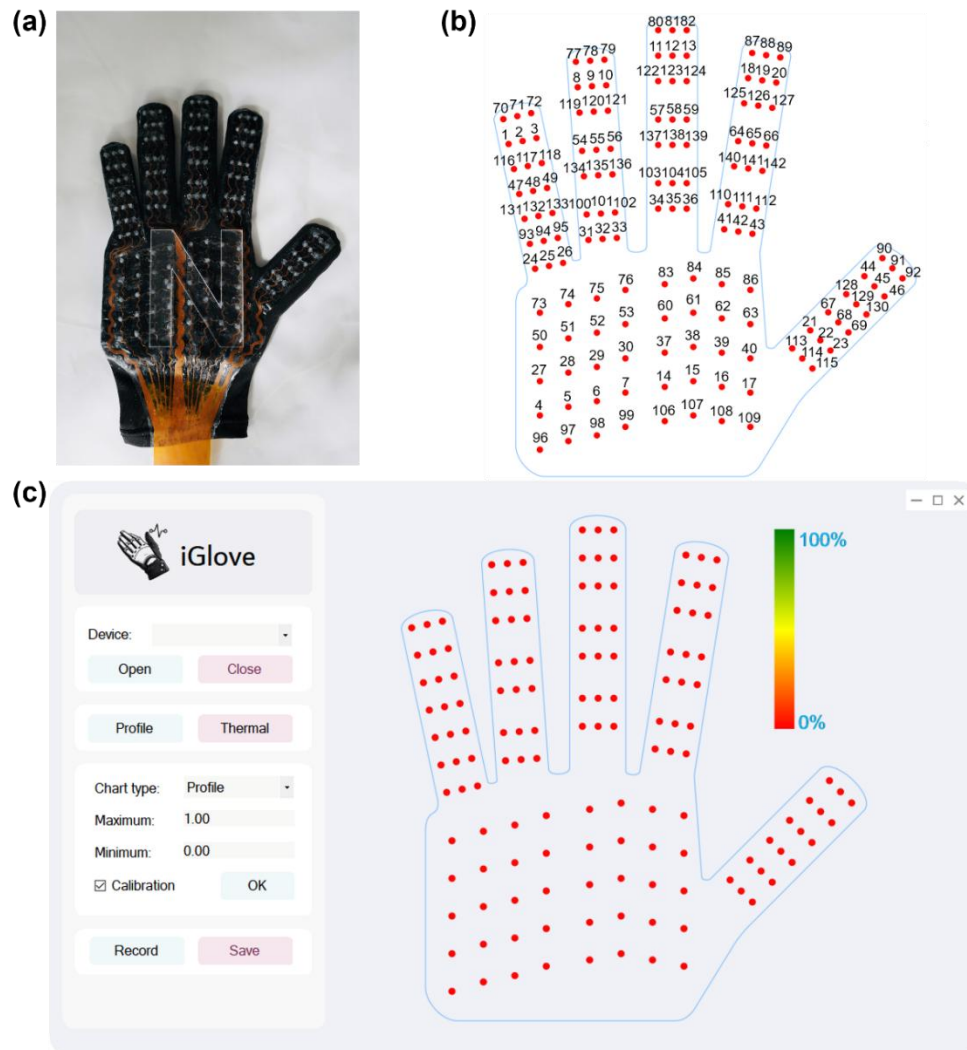 (a)
N
(b)
80 81 82
11 12 13
122 123 124
57 58 59
137 138 139
103 104 105
34 35 36
77 78 79
8 9 10
119 120 121
54 55 56
134 135 136
100 101 102
31 32 33
87 88 89
18 19 20
125 126 127
64 65 66
140 141 142
110 111 112
41 42 43
70 71 72
1 2 3
116 117 118
47 48 49
131 132 133
93 94 95
24 25 26
90 91 92
44 45 46
128 129 130
67 68 69
21 22 23
113 114 115
73 74 75 76 83 84 85 86
50 51 52 53 60 61 62 63
27 28 29 30 37 38 39 40
4 5 6 7 14 15 16 17
96 97 98 99 106 107 108 109
(c)
iGlove
Device:
Open Close
Profile Thermal
Chart type: Profile
Maximum: 1.00
Minimum: 0.00
Calibration OK
Record Save
100%
0%